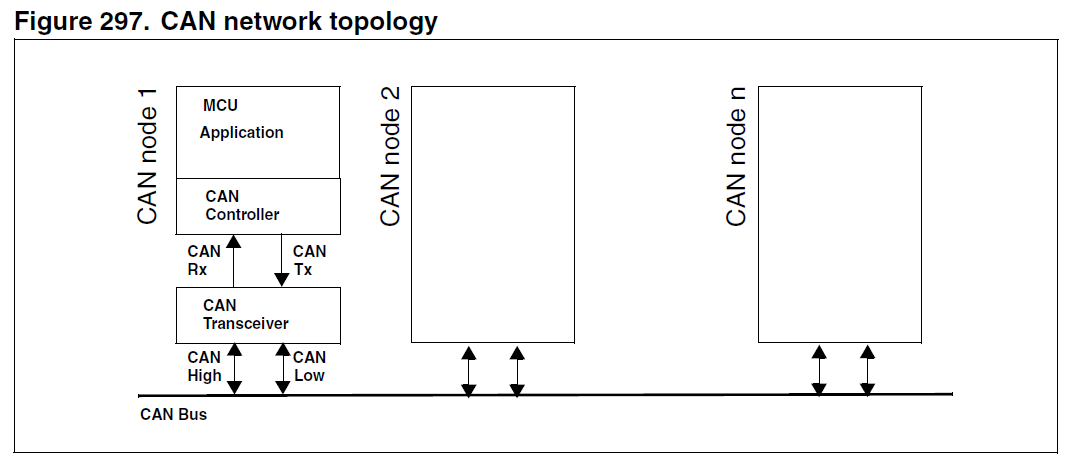 Figure 297. CAN network topology
CAN node 1
MCU
Application
CAN
Controller
CAN
Rx
CAN
Tx
CAN
Transceiver
CAN
High
CAN
Low
CAN node 2
CAN node n
CAN Bus